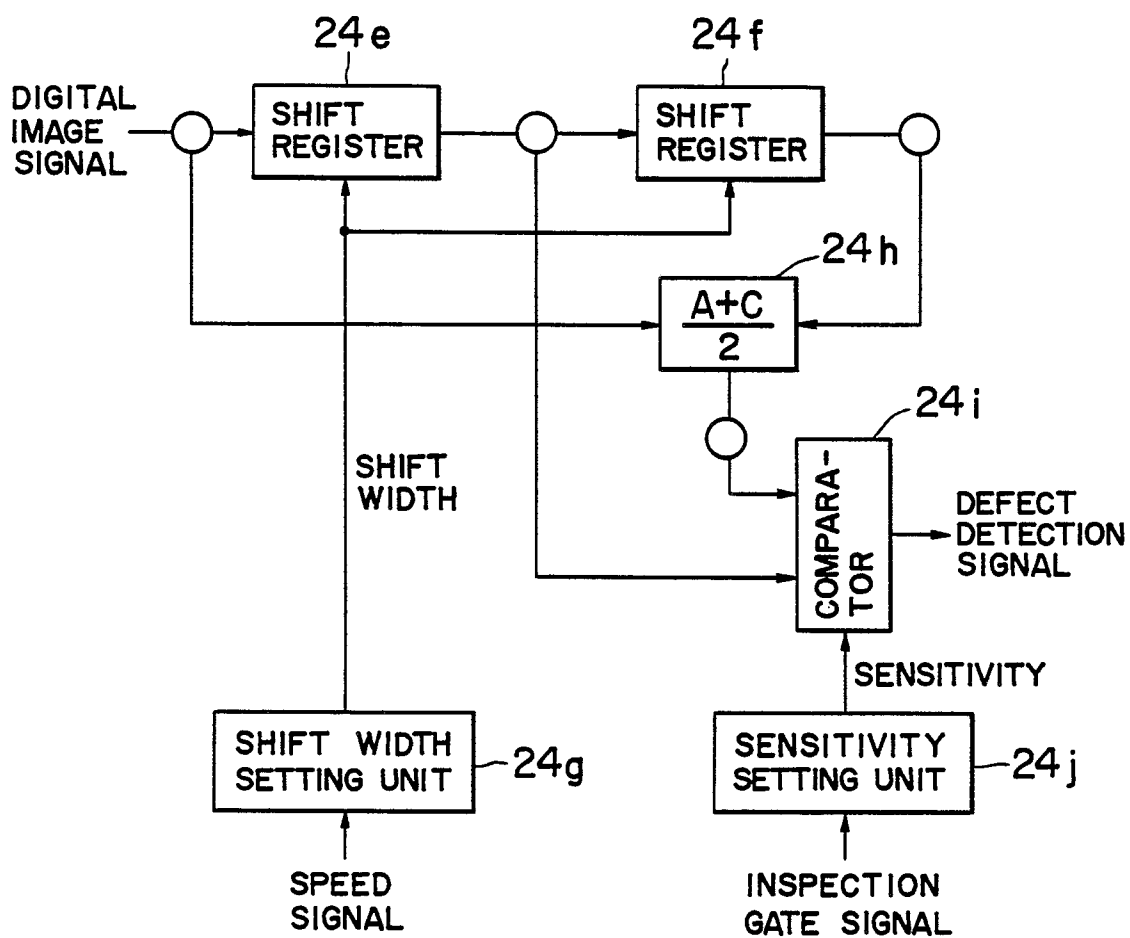 24e
24f
DIGITAL
IMAGE
SIGNAL
SHIFT
REGISTER
SHIFT
REGISTER
24h
A+C
2
24i
SHIFT
WIDTH
COMPARA-
TOR
DEFECT
DETECTION
SIGNAL
SENSITIVITY
SHIFT WIDTH
SETTING UNIT
24g
SENSITIVITY
SETTING UNIT
24j
SPEED
SIGNAL
INSPECTION
GATE SIGNAL